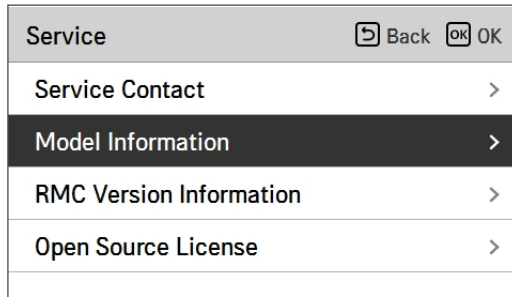 Service Back OK OK
Service Contact
Model Information
RMC Version Information
Open Source License